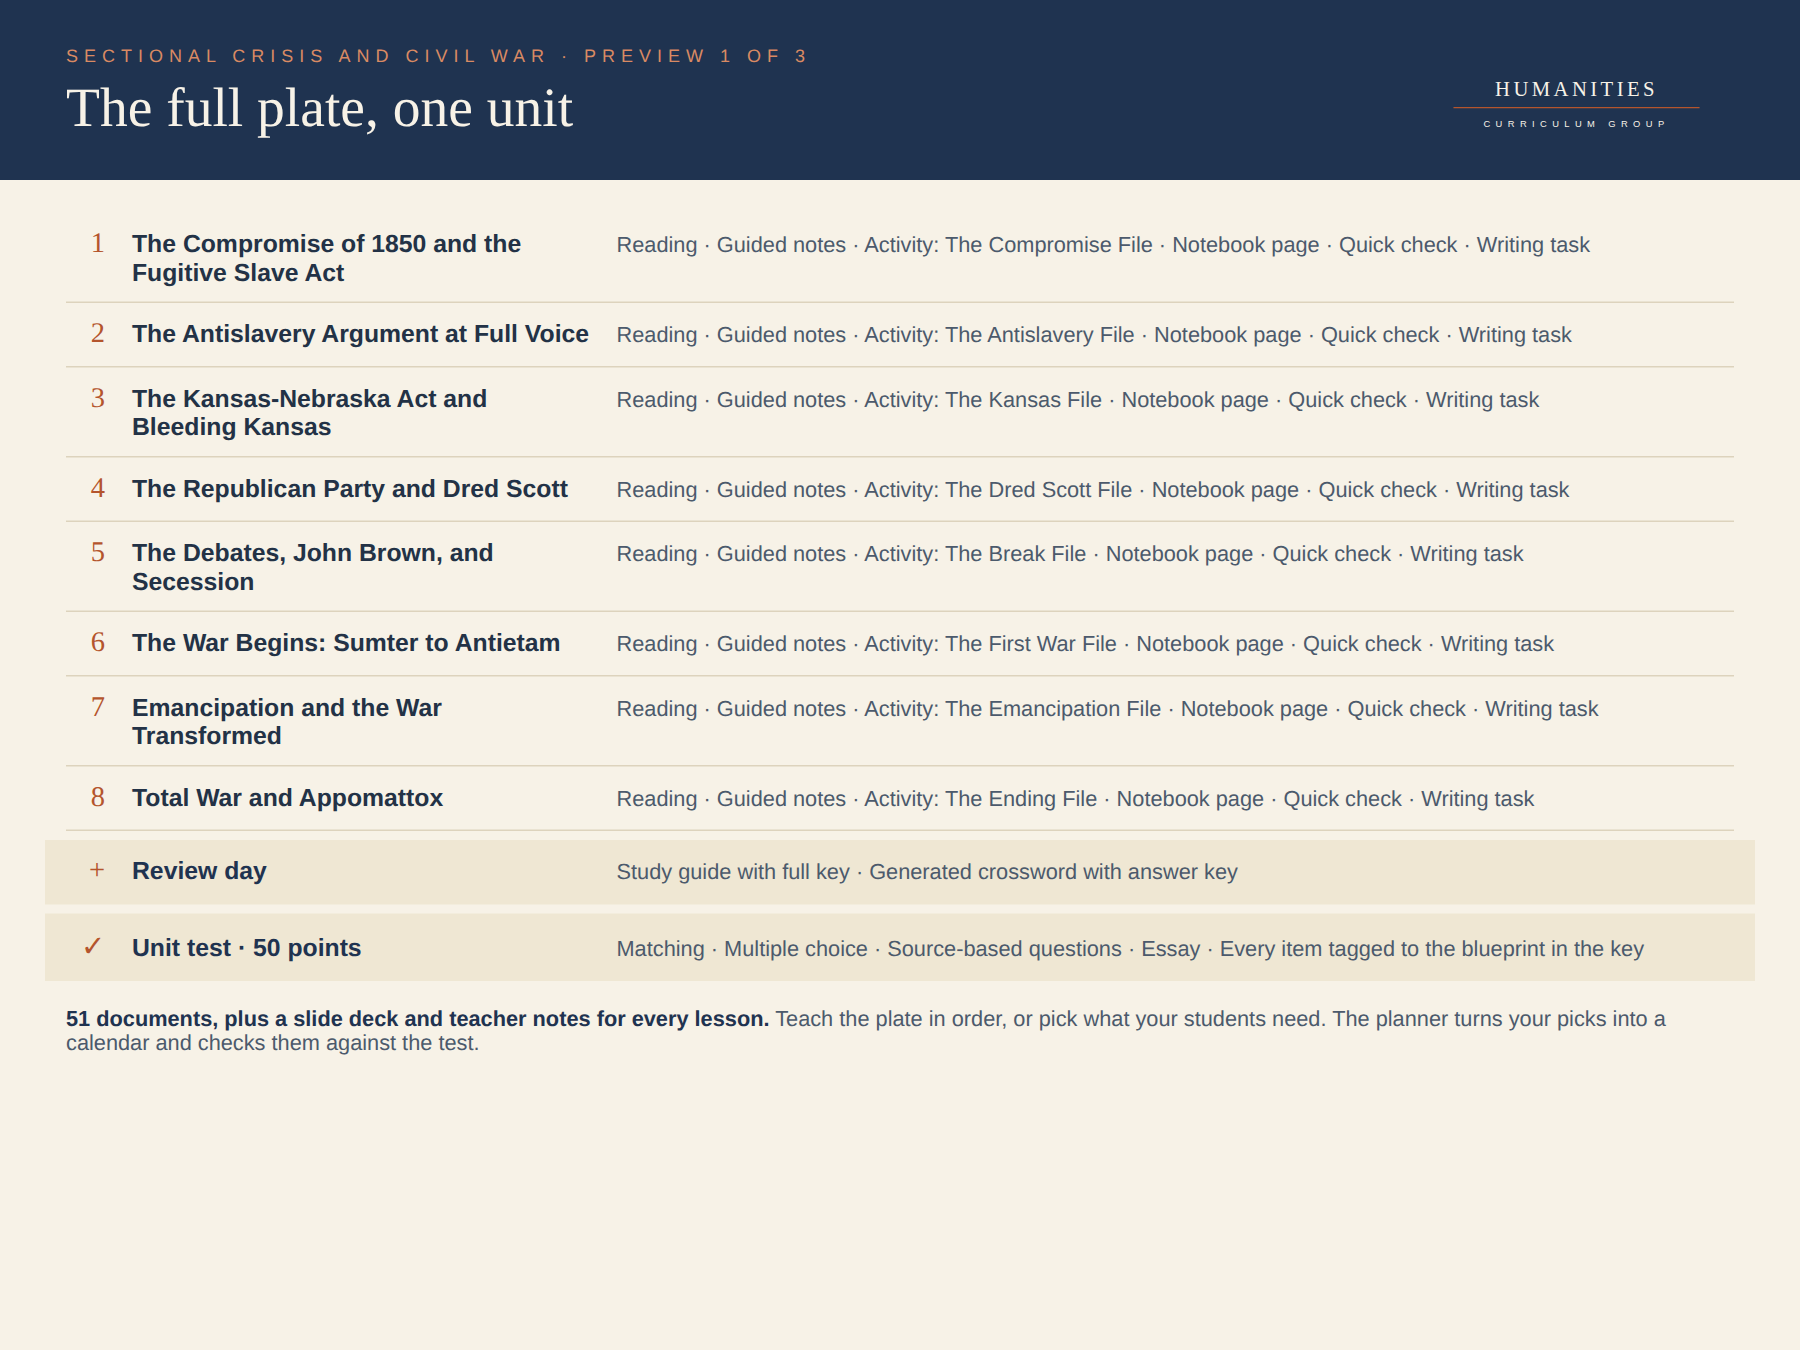 SECTIONAL CRISIS AND CIVIL WAR · PREVIEW 1 OF 3
The full plate, one unit
HUMANITIES
CURRICULUM GROUP
1 The Compromise of 1850 and the Reading · Guided notes · Activity: The Compromise File · Notebook page · Quick check · Writing task
Fugitive Slave Act
2 The Antislavery Argument at Full Voice Reading · Guided notes · Activity: The Antislavery File · Notebook page · Quick check · Writing task
3 The Kansas-Nebraska Act and Reading · Guided notes · Activity: The Kansas File · Notebook page · Quick check · Writing task
Bleeding Kansas
4 The Republican Party and Dred Scott Reading · Guided notes · Activity: The Dred Scott File · Notebook page · Quick check · Writing task
5 The Debates, John Brown, and Reading · Guided notes · Activity: The Break File · Notebook page · Quick check · Writing task
Secession
6 The War Begins: Sumter to Antietam Reading · Guided notes · Activity: The First War File · Notebook page · Quick check · Writing task
7 Emancipation and the War Reading · Guided notes · Activity: The Emancipation File · Notebook page · Quick check · Writing task
Transformed
8 Total War and Appomattox Reading · Guided notes · Activity: The Ending File · Notebook page · Quick check · Writing task
+ Review day Study guide with full key · Generated crossword with answer key
✓ Unit test · 50 points Matching · Multiple choice · Source-based questions · Essay · Every item tagged to the blueprint in the key
51 documents, plus a slide deck and teacher notes for every lesson. Teach the plate in order, or pick what your students need. The planner turns your picks into a
calendar and checks them against the test.